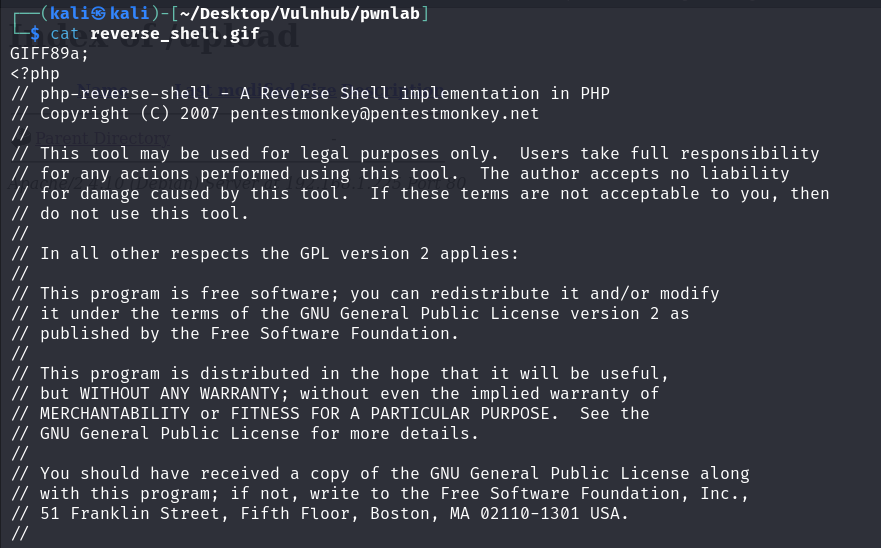 ┌──(kali㉿kali)-[~/Desktop/Vulnhub/pwnlab]
└─$ cat reverse_shell.gif
GIFF89a;
<?php
// php-reverse-shell - A Reverse Shell implementation in PHP
// Copyright (C) 2007 pentestmonkey@pentestmonkey.net
//
// This tool may be used for legal purposes only.  Users take full responsibility
// for any actions performed using this tool.  The author accepts no liability
// for damage caused by this tool.  If these terms are not acceptable to you, then
// do not use this tool.
//
// In all other respects the GPL version 2 applies:
//
// This program is free software; you can redistribute it and/or modify
// it under the terms of the GNU General Public License version 2 as
// published by the Free Software Foundation.
//
// This program is distributed in the hope that it will be useful,
// but WITHOUT ANY WARRANTY; without even the implied warranty of
// MERCHANTABILITY or FITNESS FOR A PARTICULAR PURPOSE.  See the
// GNU General Public License for more details.
//
// You should have received a copy of the GNU General Public License along
// with this program; if not, write to the Free Software Foundation, Inc.,
// 51 Franklin Street, Fifth Floor, Boston, MA 02110-1301 USA.
//
Index of /upload
Parent Directory